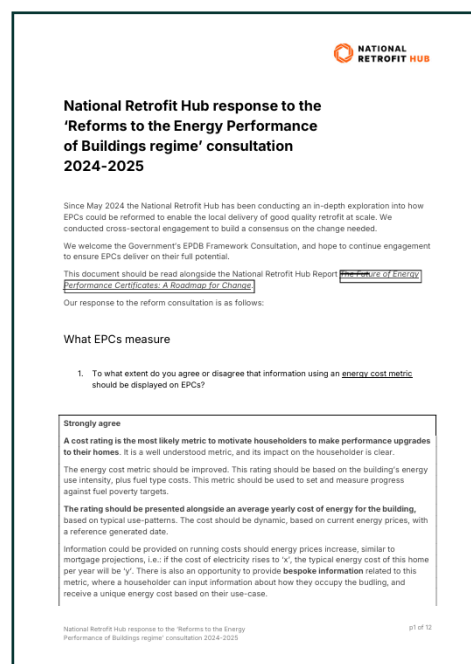 NATIONAL
RETROFIT HUB
National Retrofit Hub response to the
‘Reforms to the Energy Performance
of Buildings regime’ consultation
2024-2025
Since May 2024 the National Retrofit Hub has been conducting an in-depth exploration into how
EPCs could be reformed to enable the local delivery of good quality retrofit at scale. We
conducted cross-sectoral engagement to build a consensus on the change needed.
We welcome the Government's EPDB Framework Consultation, and hope to continue engagement
to ensure EPCs deliver on their full potential.
This document should be read alongside the National Retrofit Hub Report The Future of Energy
Performance Certificates: A Roadmap for Change.
Our response to the reform consultation is as follows:
What EPCs measure
1. To what extent do you agree or disagree that information using an energy cost metric
should be displayed on EPCs?
Strongly agree
A cost rating is the most likely metric to motivate householders to make performance upgrades
to their homes. It is a well understood metric, and its impact on the householder is clear.
The energy cost metric should be improved. This rating should be based on the building's energy
use intensity, plus fuel type costs. This metric should be used to set and measure progress
against fuel poverty targets.
The rating should be presented alongside an average yearly cost of energy for the building,
based on typical use-patterns. The cost should be dynamic, based on current energy prices, with
a reference generated date.
Information could be provided on running costs should energy prices increase, similar to
mortgage projections, i.e.: if the cost of electricity rises to ‘x’, the typical energy cost of this home
per year will be ‘y’. There is also an opportunity to provide bespoke information related to this
metric, where a householder can input information about how they occupy the budling, and
receive a unique energy cost based on their use-case.
National Retrofit Hub response to the ‘Reforms to the Energy
Performance of Buildings regime’ consultation 2024-2025
p1 of 12